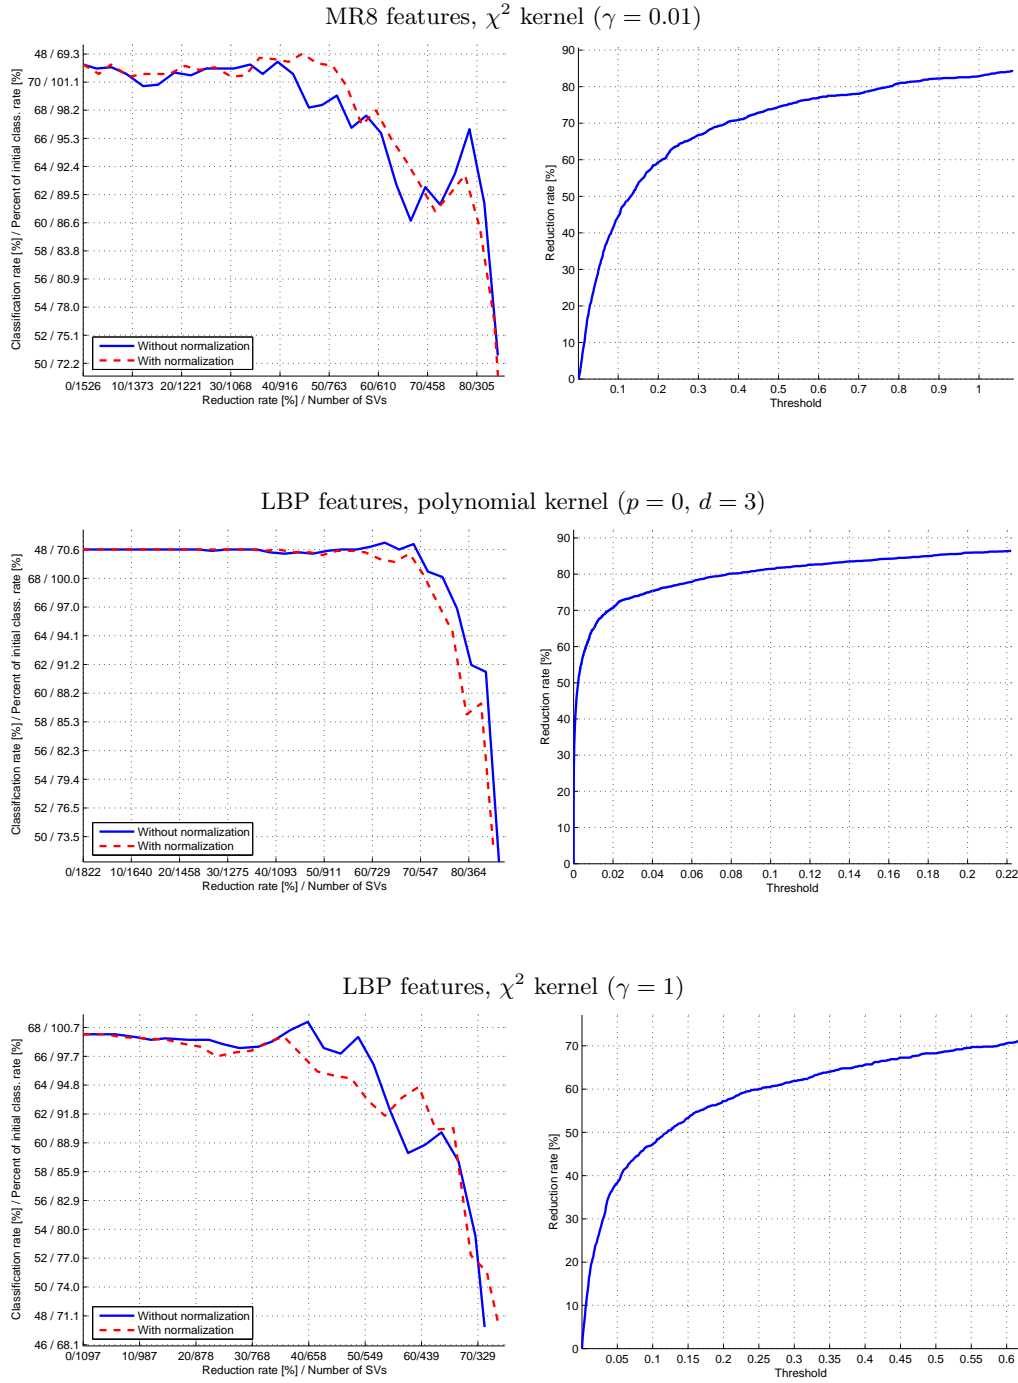 MR8 features, χ² kernel (γ = 0.01)
Classification rate [%] / Percent of initial class. rate [%]
48 / 69.3
70 / 101.1
68 / 98.2
66 / 95.3
64 / 92.4
62 / 89.5
60 / 86.6
58 / 83.8
56 / 80.9
54 / 78.0
52 / 75.1
50 / 72.2
Without normalization
With normalization
0/1526 10/1373 20/1221 30/1068 40/916 50/763 60/610 70/458 80/305
Reduction rate [%] / Number of SVs
Reduction rate [%]
90
80
70
60
50
40
30
20
10
0
0.1 0.2 0.3 0.4 0.5 0.6 0.7 0.8 0.9 1
Threshold
LBP features, polynomial kernel (p = 0, d = 3)
Classification rate [%] / Percent of initial class. rate [%]
48 / 70.6
68 / 100.0
66 / 97.0
64 / 94.1
62 / 91.2
60 / 88.2
58 / 85.3
56 / 82.3
54 / 79.4
52 / 76.5
50 / 73.5
Without normalization
With normalization
0/1822 10/1640 20/1458 30/1275 40/1093 50/911 60/729 70/547 80/364
Reduction rate [%] / Number of SVs
Reduction rate [%]
90
80
70
60
50
40
30
20
10
0
0 0.02 0.04 0.06 0.08 0.1 0.12 0.14 0.16 0.18 0.2 0.22
Threshold
LBP features, χ² kernel (γ = 1)
Classification rate [%] / Percent of initial class. rate [%]
68 / 100.7
66 / 97.7
64 / 94.8
62 / 91.8
60 / 88.9
58 / 85.9
56 / 82.9
54 / 80.0
52 / 77.0
50 / 74.0
48 / 71.1
46 / 68.1
Without normalization
With normalization
0/1097 10/987 20/878 30/768 40/658 50/549 60/439 70/329
Reduction rate [%] / Number of SVs
Reduction rate [%]
70
60
50
40
30
20
10
0
0.05 0.1 0.15 0.2 0.25 0.3 0.35 0.4 0.45 0.5 0.55 0.6
Threshold